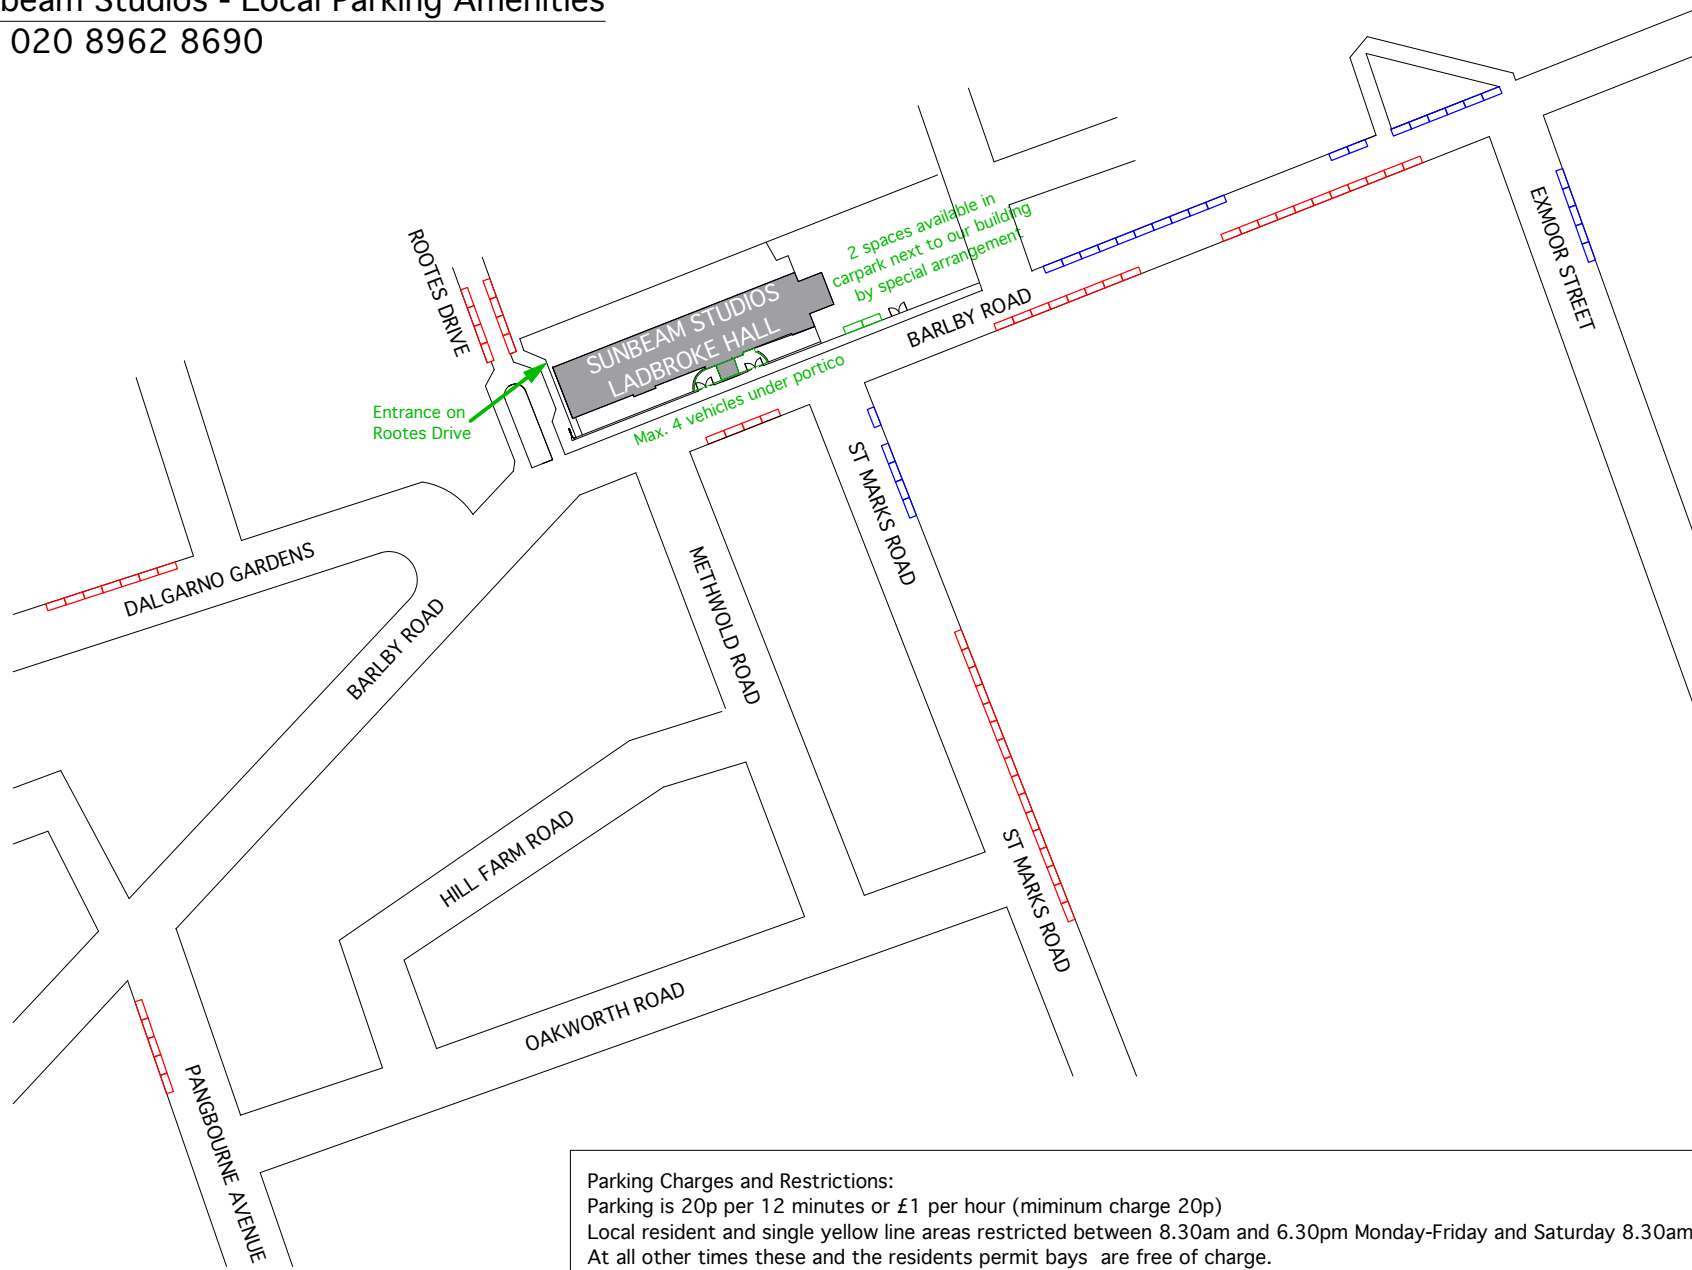 beam Studios - Local Parking Amenities
020 8962 8690
ROOTES DRIVE
2 spaces available in
carpark next to our building
by special arrangement
EXMOOR STREET
SUNBEAM STUDIOS
LADBROKE HALL
BARLBY ROAD
Entrance on
Rootes Drive
Max. 4 vehicles under portico
ST MARKS ROAD
DALGARNO GARDENS
METHWOLD ROAD
BARLBY ROAD
HILL FARM ROAD
ST MARKS ROAD
OAKWORTH ROAD
PANGBOURNE AVENUE
Parking Charges and Restrictions:
Parking is 20p per 12 minutes or £1 per hour (miminum charge 20p)
Local resident and single yellow line areas restricted between 8.30am and 6.30pm Monday-Friday and Saturday 8.30am
At all other times these and the residents permit bays are free of charge.